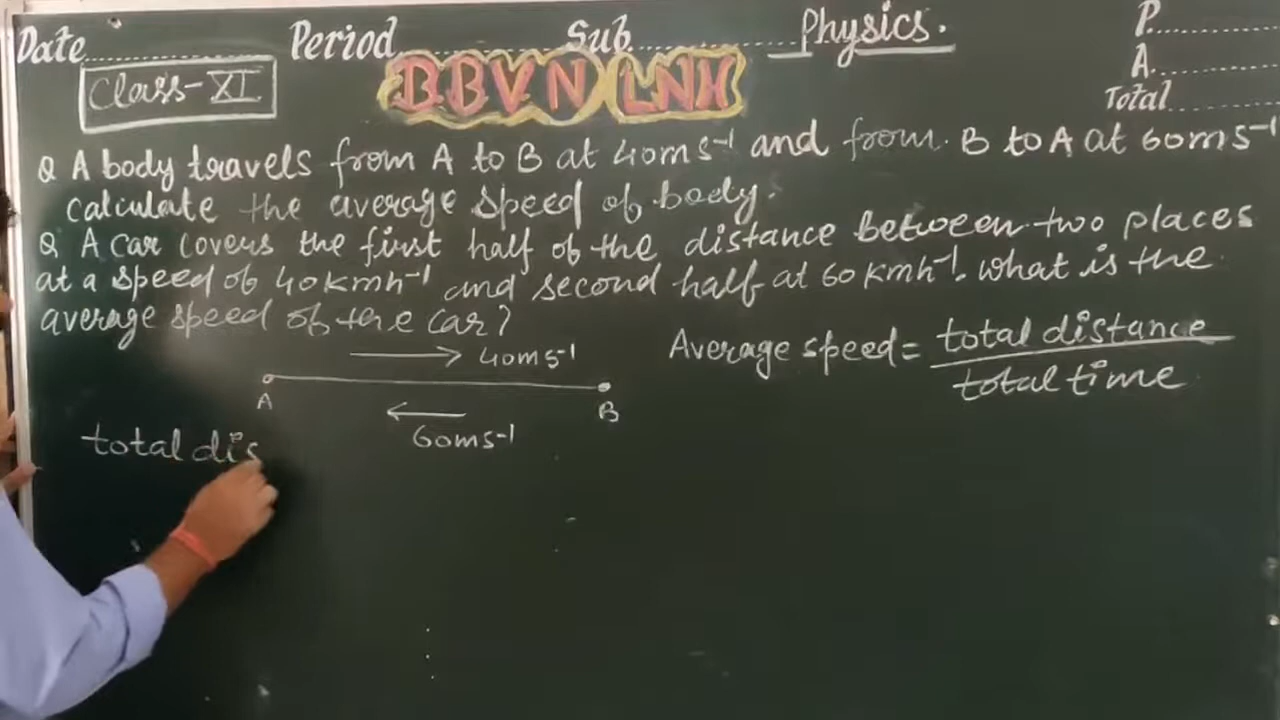 Date.............. Period.............. Sub.............. Physics. P..............
Class-XI BBVN LNH A..............
Total..............
Q A body travels from A to B at 40ms⁻¹ and from B to A at 60ms⁻¹
calculate the average speed of body.
Q A car covers the first half of the distance between two places
at a speed of 40kmh⁻¹ and second half at 60kmh⁻¹. what is the
average speed of the car?
Average speed = total distance / total time
40ms⁻¹
A B
60ms⁻¹
total dis